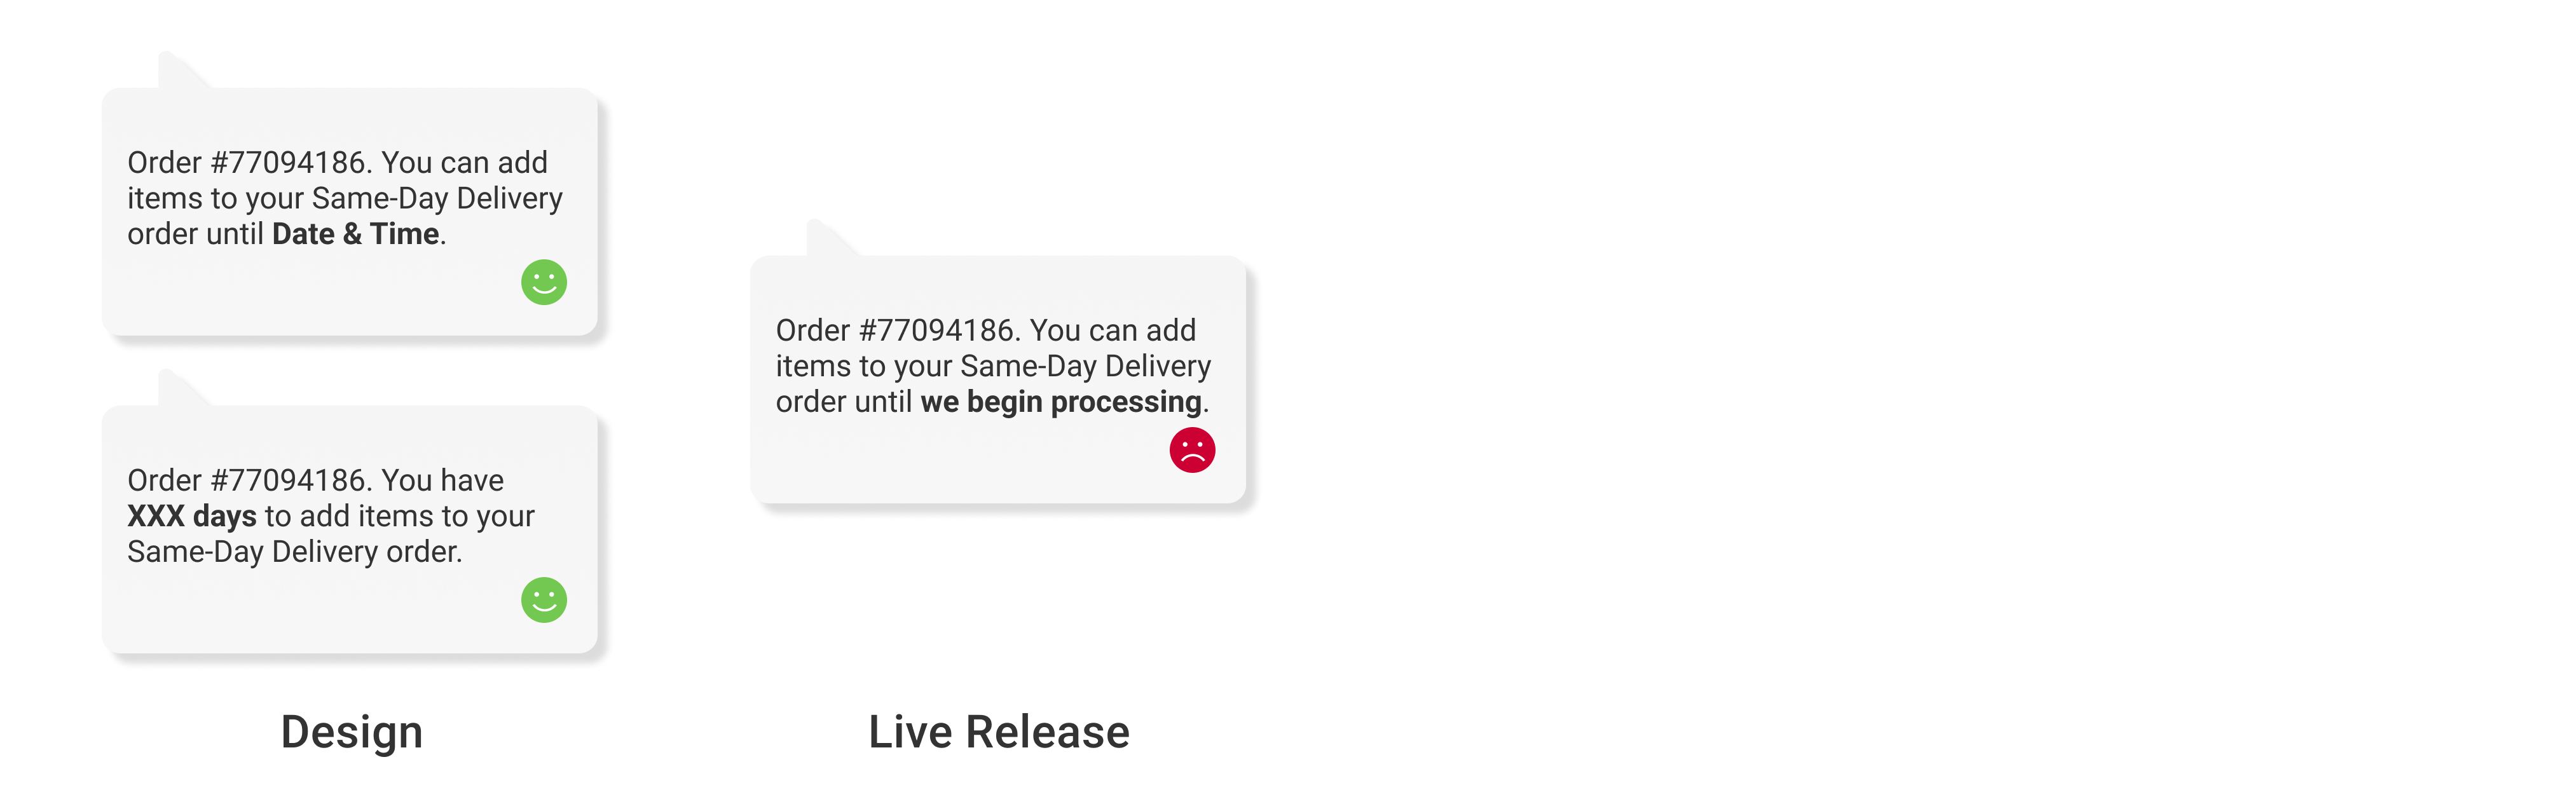 Order #77094186. You can add
items to your Same-Day Delivery
order until Date & Time.
Order #77094186. You have
XXX days to add items to your
Same-Day Delivery order.
Design
Order #77094186. You can add
items to your Same-Day Delivery
order until we begin processing.
Live Release